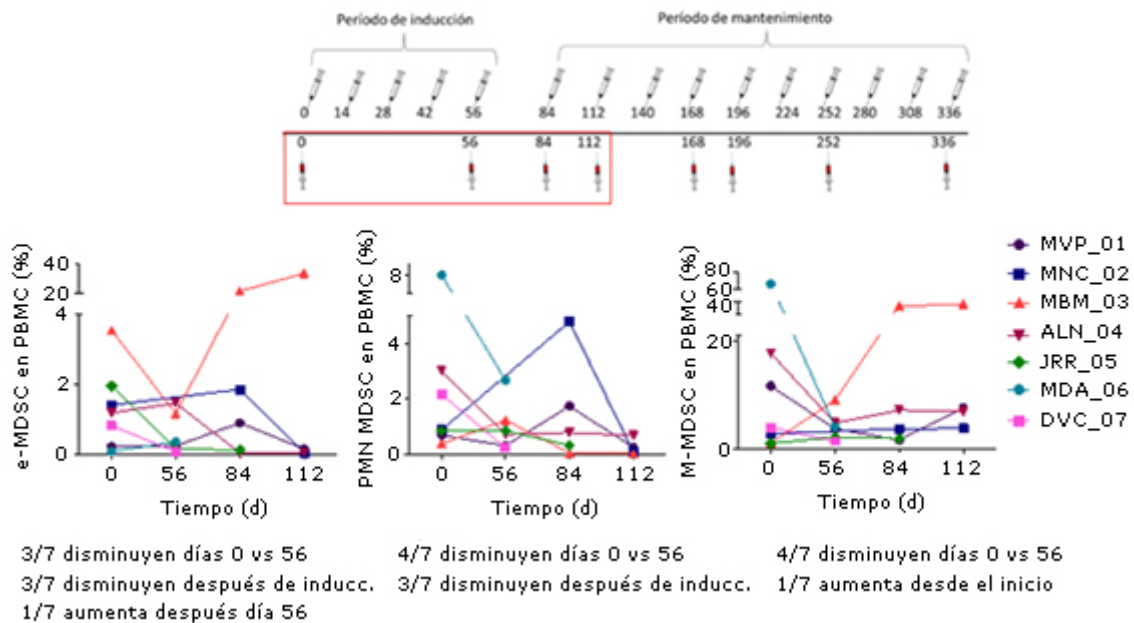 Período de inducción
Período de mantenimiento
0 14 28 42 56 84 112 140 168 196 224 252 280 308 336
0 56 84 112 168 196 252 336
e-MDSC en PBMC (%)
40
20
4
2
0
0 56 84 112
Tiempo (d)
PMN MDSC en PBMC (%)
8
4
2
0
0 56 84 112
Tiempo (d)
M-MDSC en PBMC (%)
80
60
40
20
0
0 56 84 112
Tiempo (d)
MVP_01
MNC_02
MBM_03
ALN_04
JRR_05
MDA_06
DVC_07
3/7 disminuyen días 0 vs 56
3/7 disminuyen después de inducc.
1/7 aumenta después día 56
4/7 disminuyen días 0 vs 56
3/7 disminuyen después de inducc.
4/7 disminuyen días 0 vs 56
1/7 aumenta desde el inicio